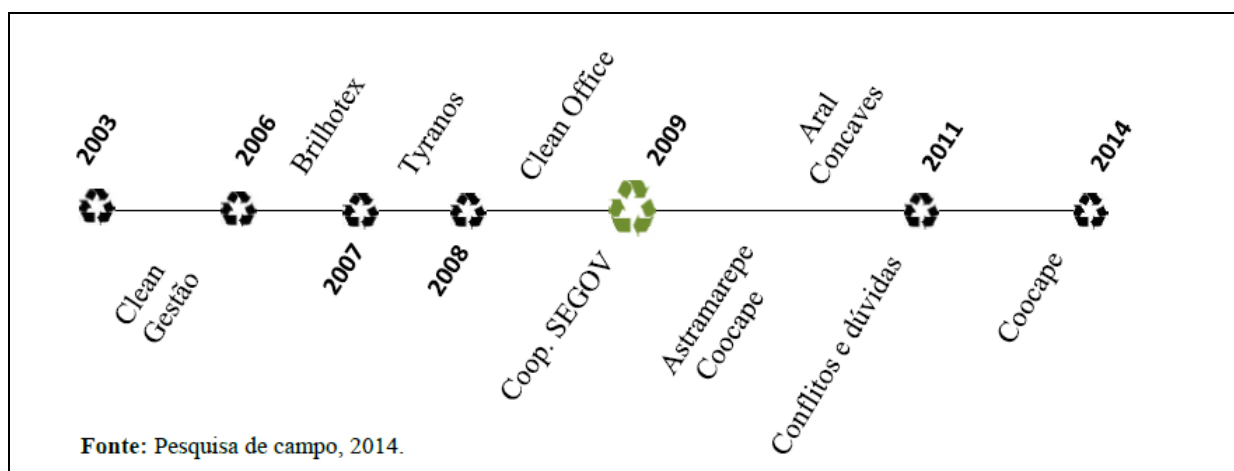 2003
Clean
Gestão
2006
Brilhotex
2007
Tyranos
2008
Clean Office
Coop. SEGOV
2009
Astramarepe
Coocape
Aral
Concaves
Conflitos e dúvidas
2011
Coocape
2014
Fonte: Pesquisa de campo, 2014.